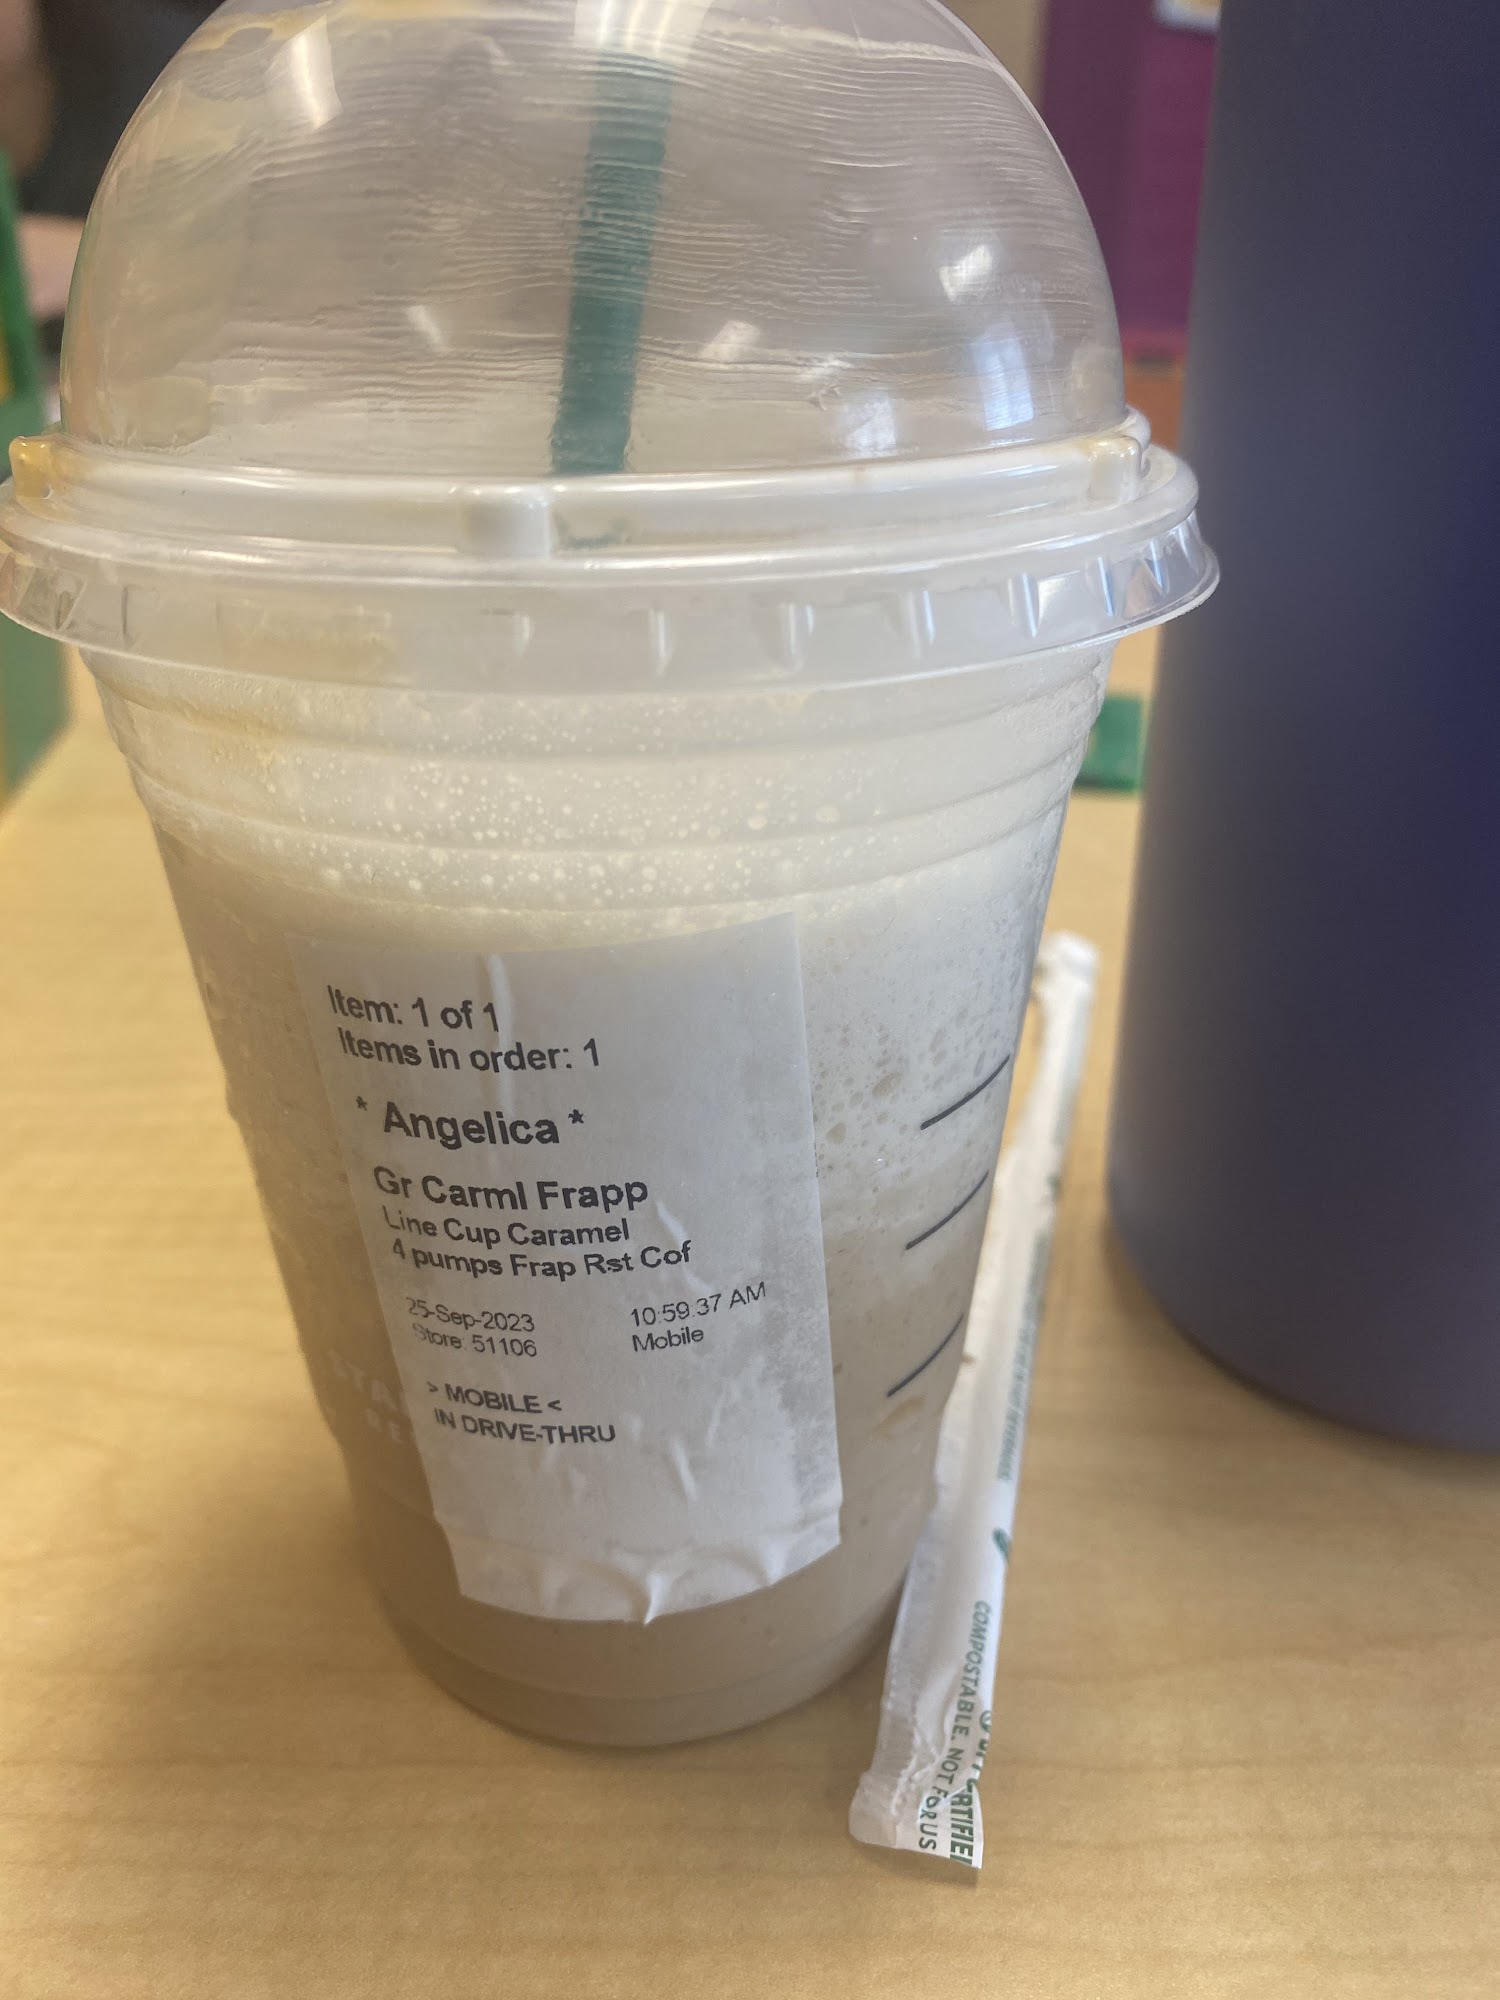 Item: 1 of 1
Items in order: 1
* Angelica *
Gr Carml Frapp
Line Cup Caramel
4 pumps Frap Rst Cof
25-Sep-2023 10:59:37 AM
Store: 51106 Mobile
> MOBILE <
IN DRIVE-THRU
STA
RE
COMPOSTABLE. NOT FOR US